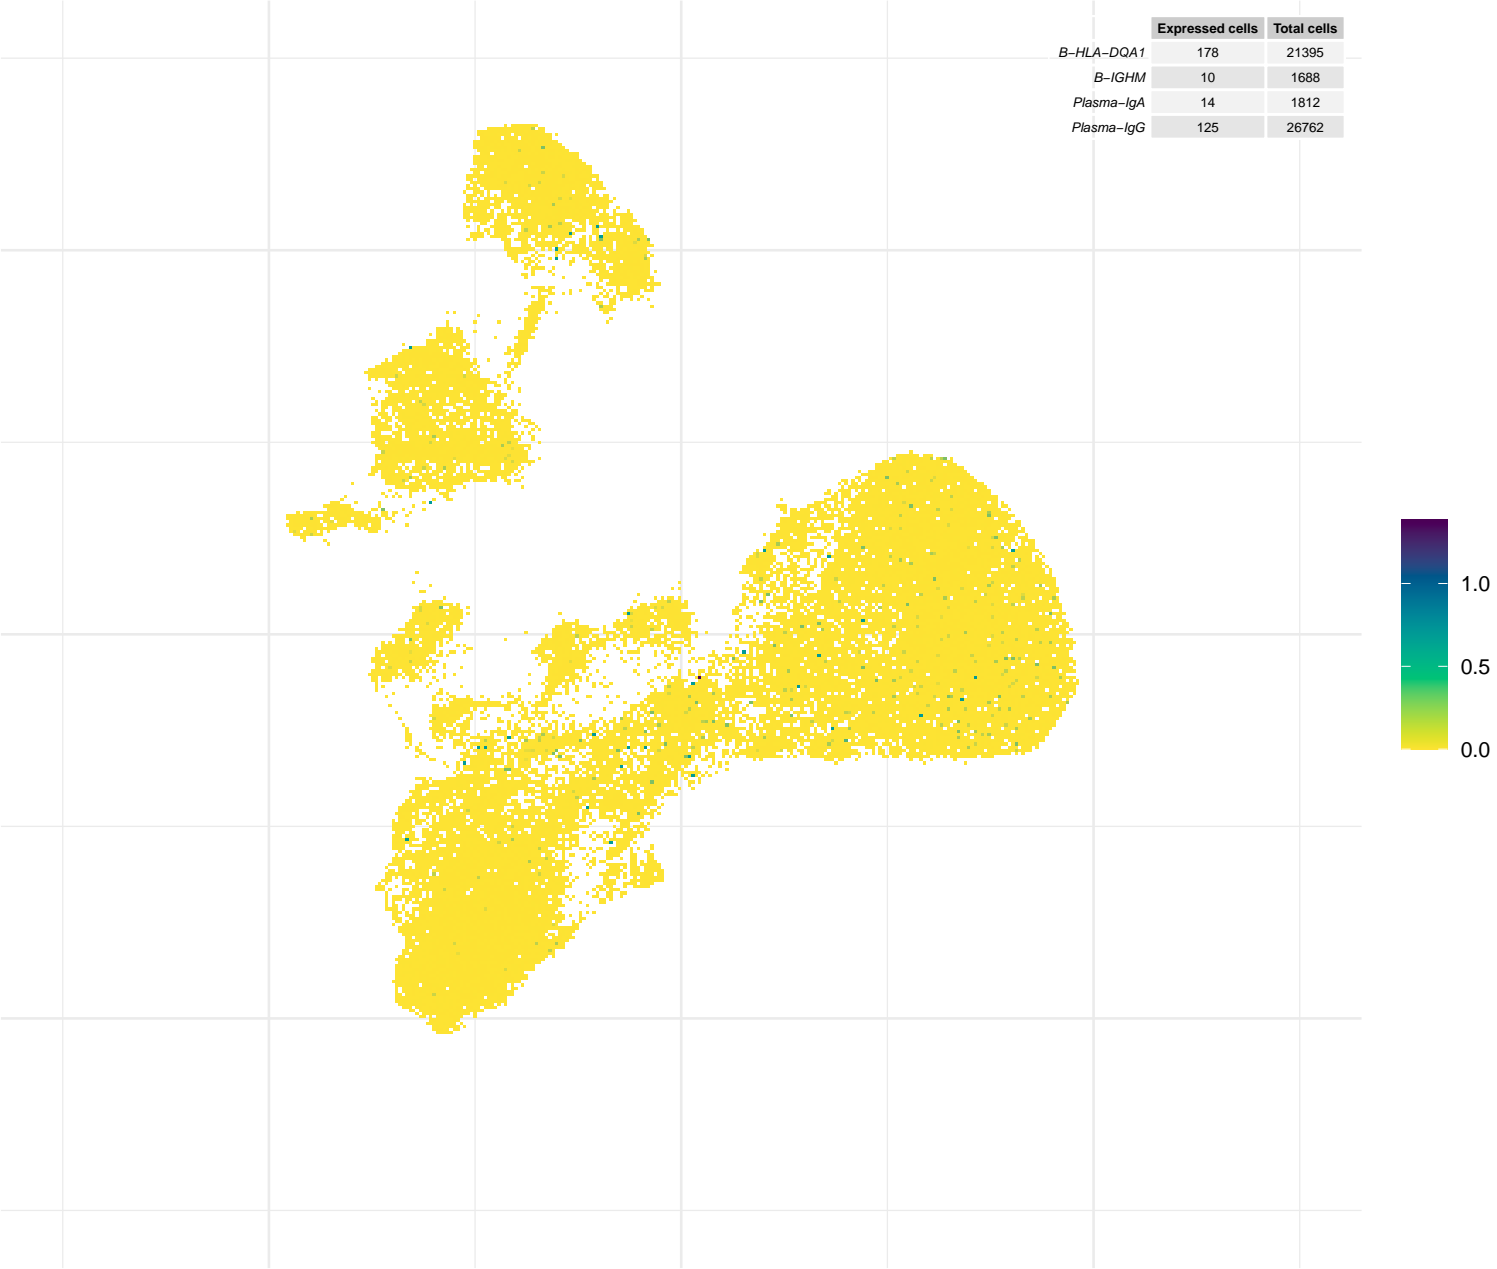 Expressed cells Total cells
B−HLA−DQA1 178 21395
B−IGHM 10 1688
Plasma−IgA 14 1812
Plasma−IgG 125 26762
1.0
0.5
0.0